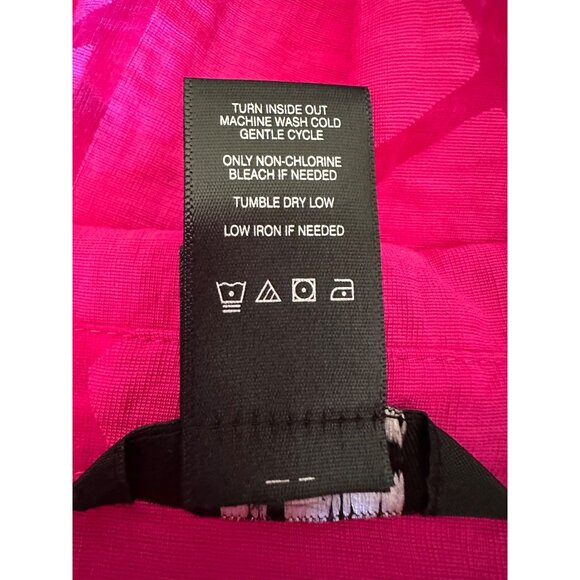 TURN INSIDE OUT
MACHINE WASH COLD
GENTLE CYCLE
ONLY NON-CHLORINE
BLEACH IF NEEDED
TUMBLE DRY LOW
LOW IRON IF NEEDED